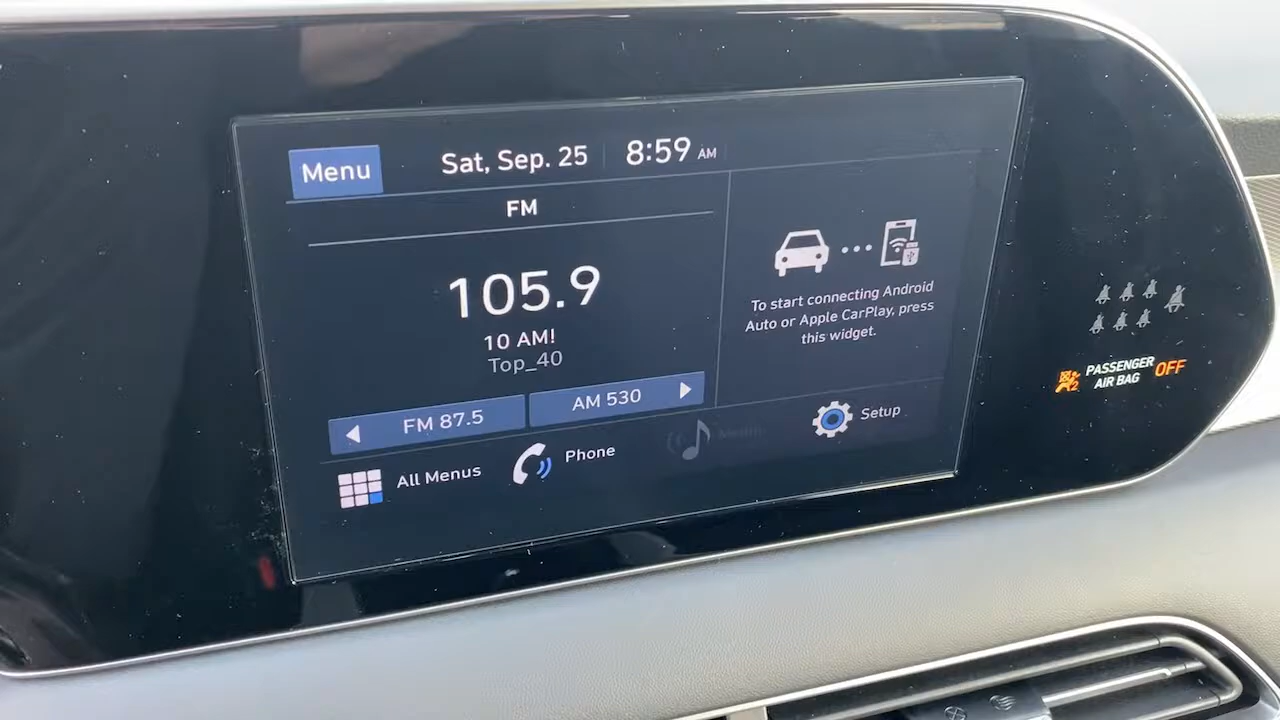 Menu
Sat, Sep. 25
8:59 AM
FM
105.9
10 AM!
Top_40
FM 87.5
AM 530
To start connecting Android
Auto or Apple CarPlay, press
this widget.
All Menus
Phone
Media
Setup
PASSENGER
AIR BAG
OFF